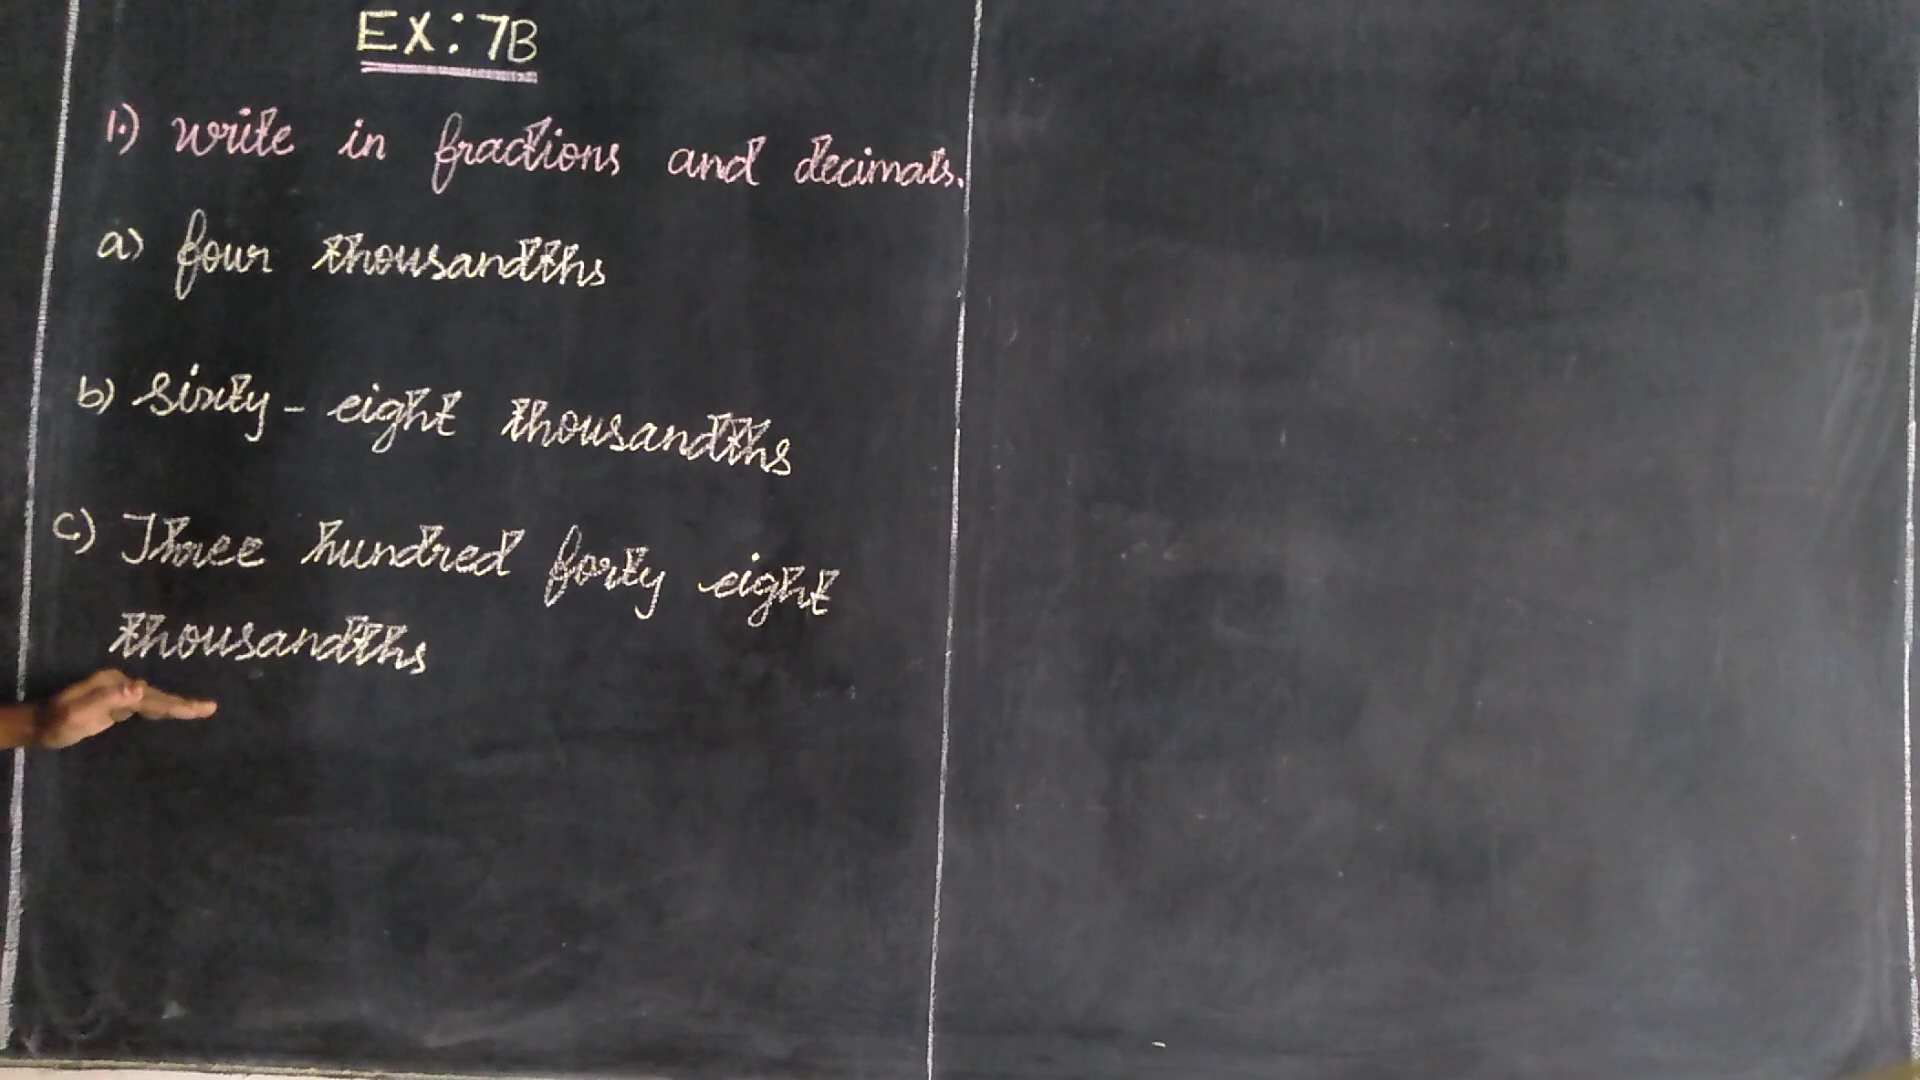 EX: 7B
1.) write in fractions and decimals.
a) four thousandths
b) sixty - eight thousandths
c) Three hundred forty eight
thousandths